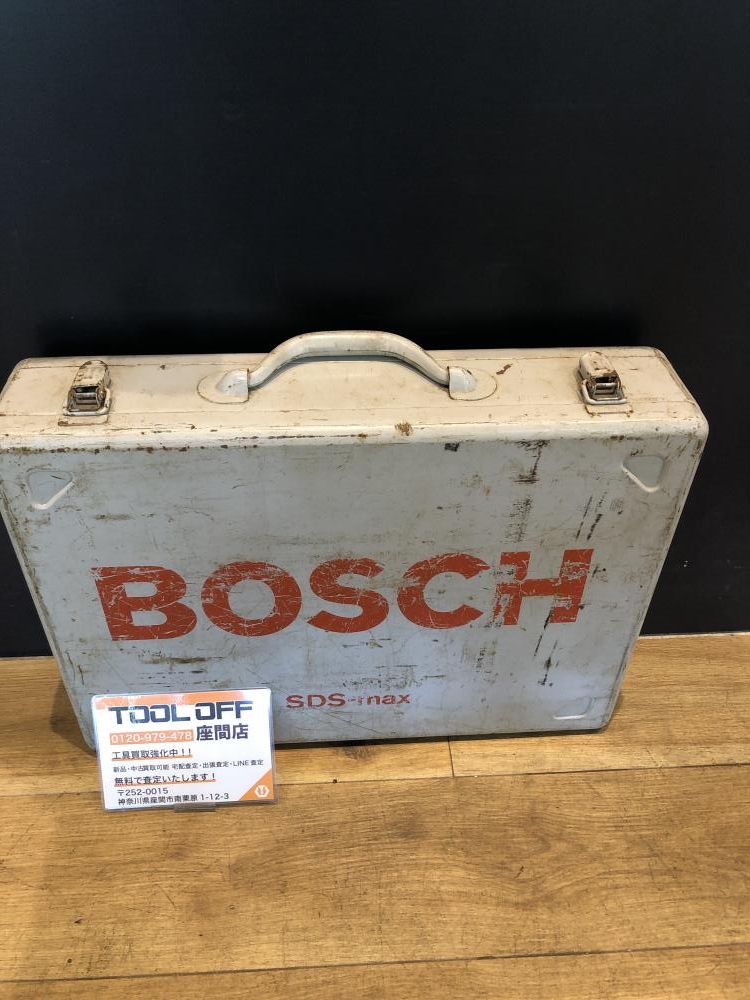 BOSCH
SDS-max
TOOL OFF
0120-979-478 座間店
工具買取強化中!!
新品・中古買取可能 宅配査定・出張査定・LINE査定
無料で査定いたします!
〒252-0015
神奈川県座間市南栗原 1-12-3